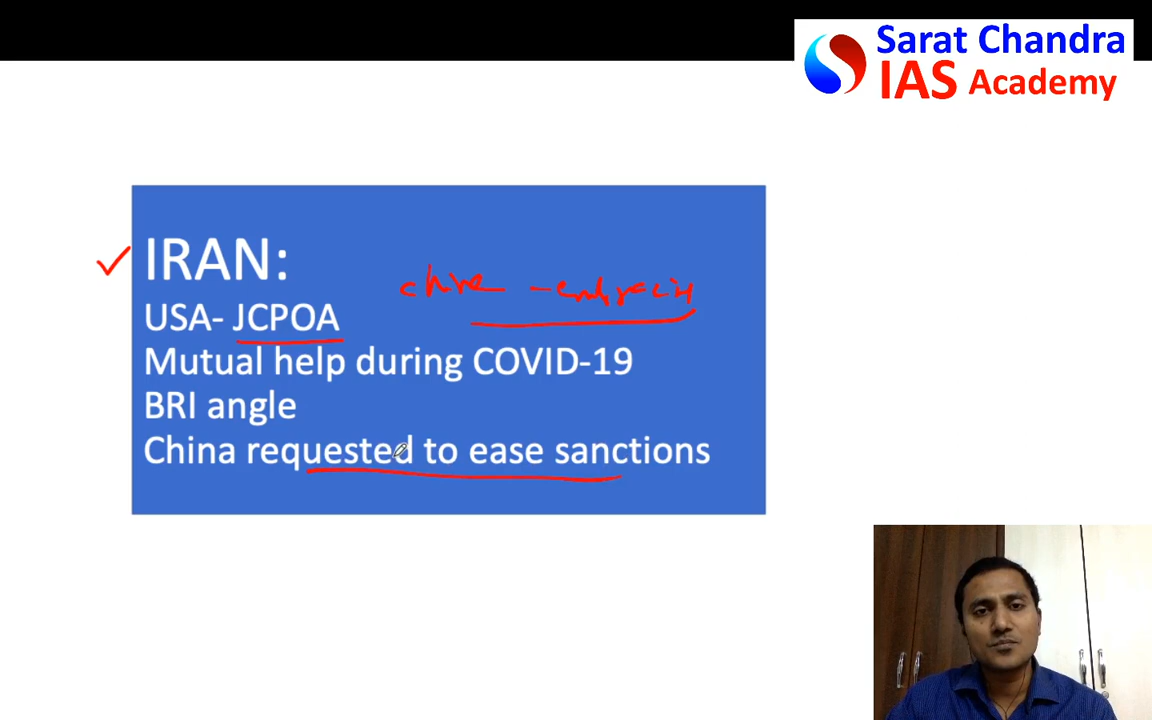 Sarat Chandra
IAS Academy
IRAN:
USA- JCPOA
Mutual help during COVID-19
BRI angle
China requested to ease sanctions